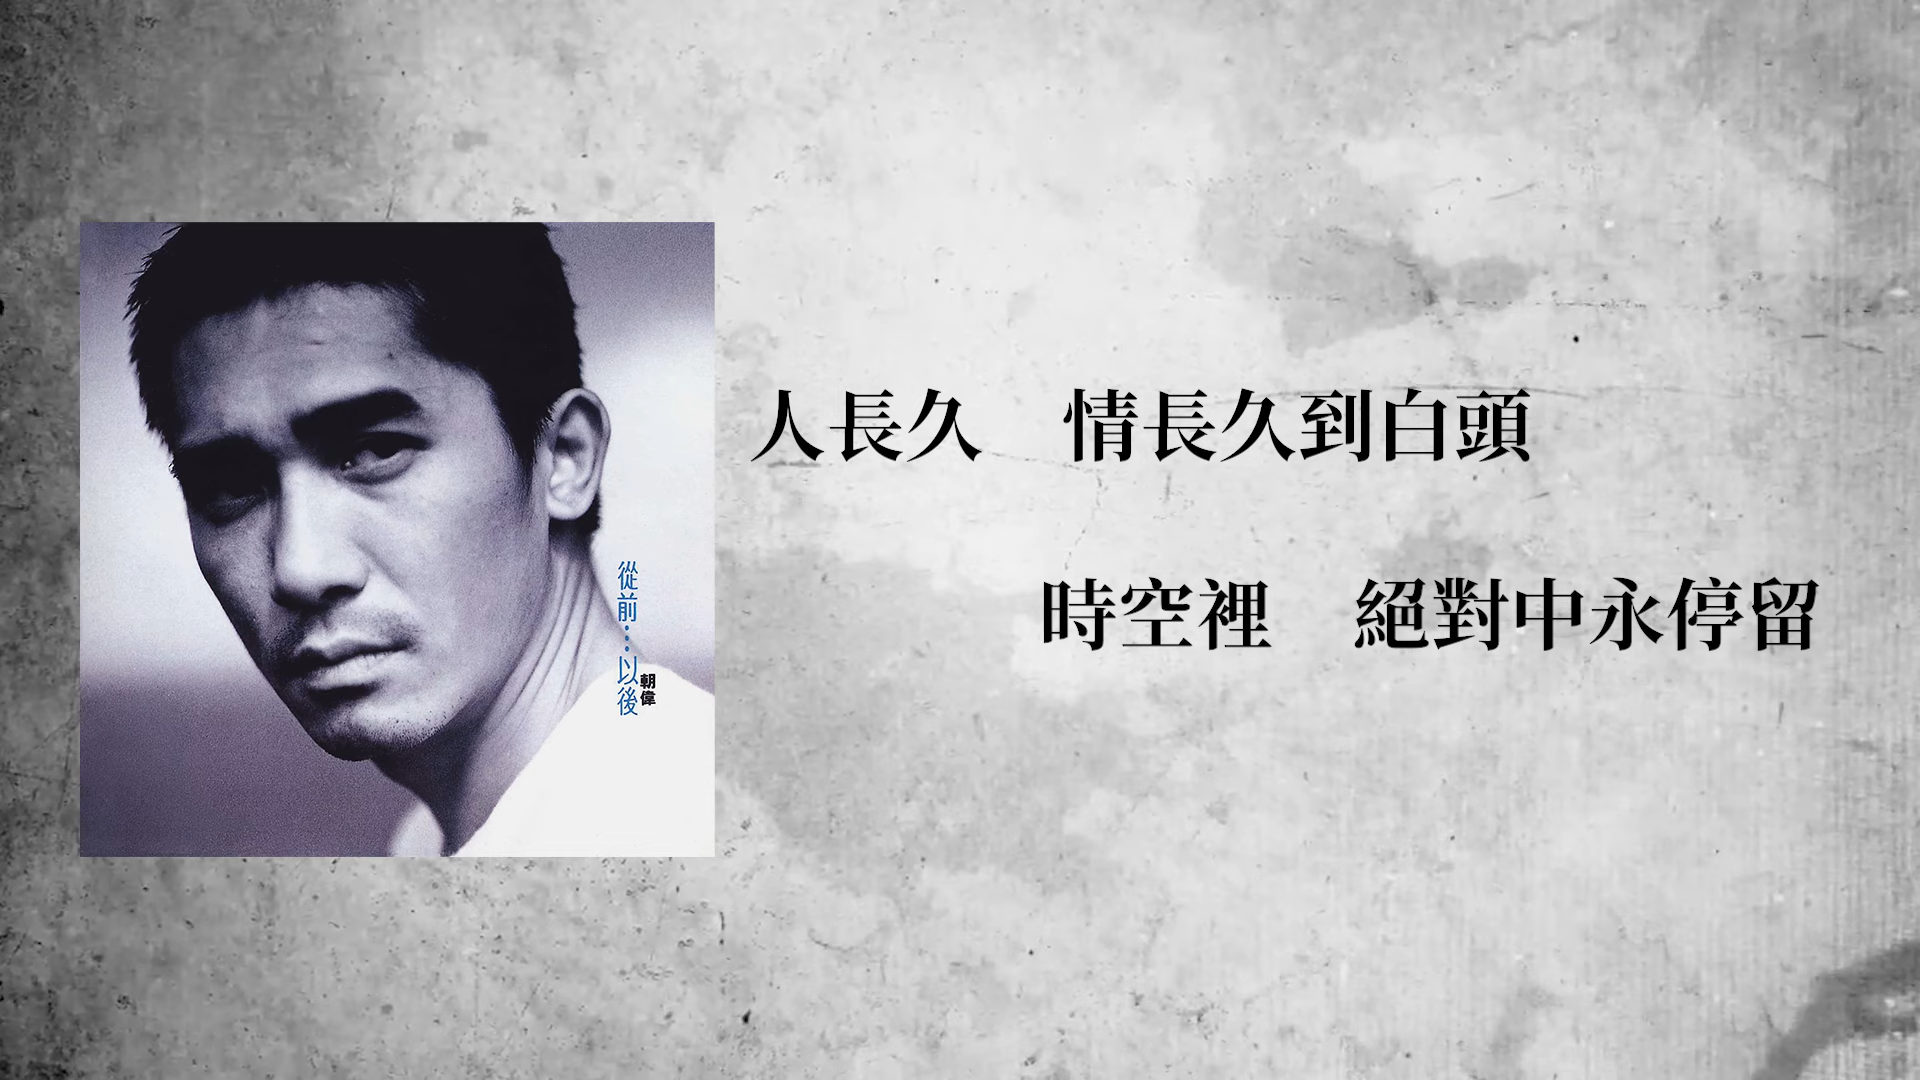 從前…以後
朝偉
人長久　情長久到白頭
時空裡　絕對中永停留